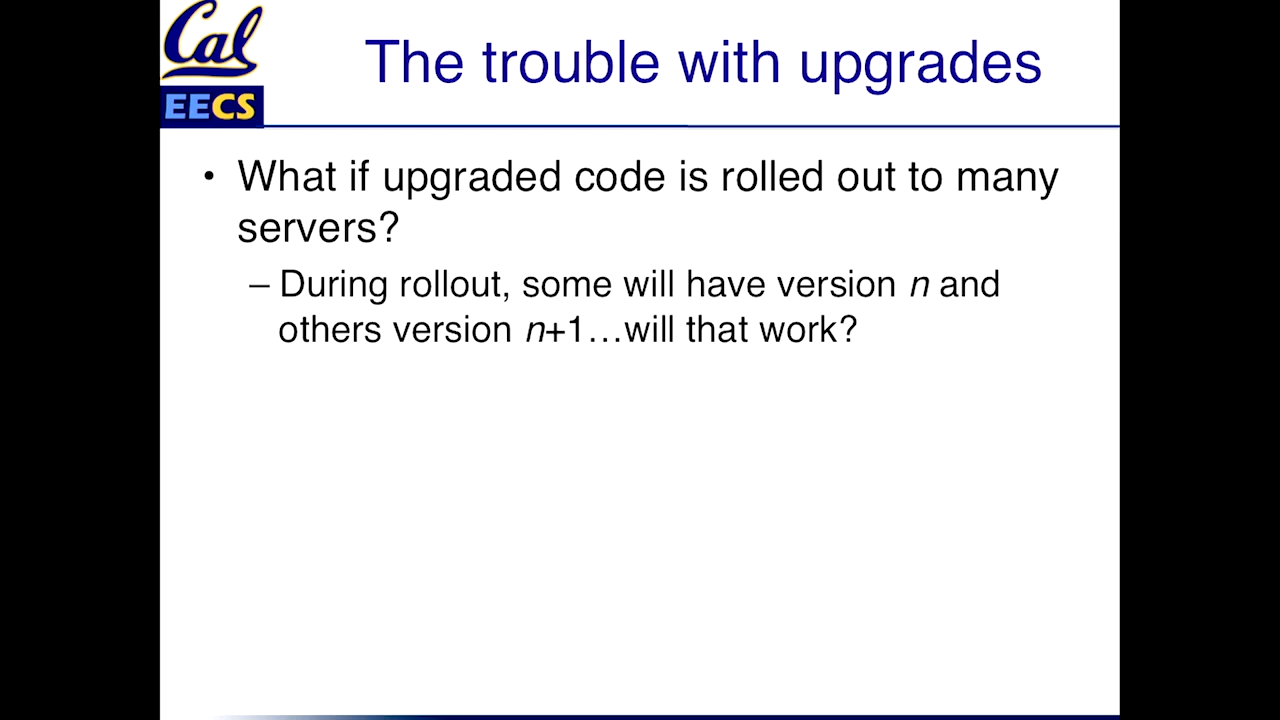 Cal
EECS
The trouble with upgrades
• What if upgraded code is rolled out to many
servers?
– During rollout, some will have version n and
others version n+1…will that work?